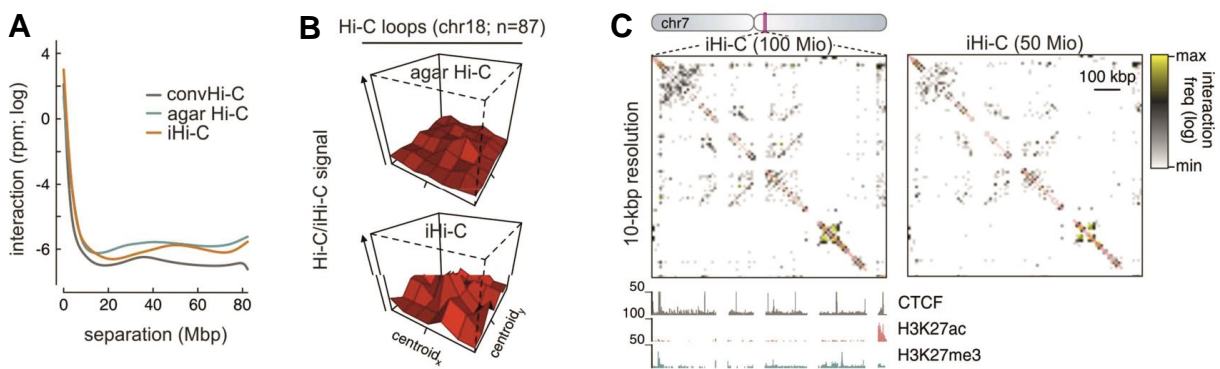 A
interaction (rpm; log)
4
0
-4
-6
0
20
40
60
80
separation (Mbp)
convHi-C
agar Hi-C
iHi-C
B
Hi-C loops (chr18; n=87)
Hi-C/iHi-C signal
agar Hi-C
iHi-C
centroidx
centroidy
C
chr7
iHi-C (100 Mio)
iHi-C (50 Mio)
10-kbp resolution
100 kbp
max
min
interaction
freq (log)
50
CTCF
100
H3K27ac
50
H3K27me3